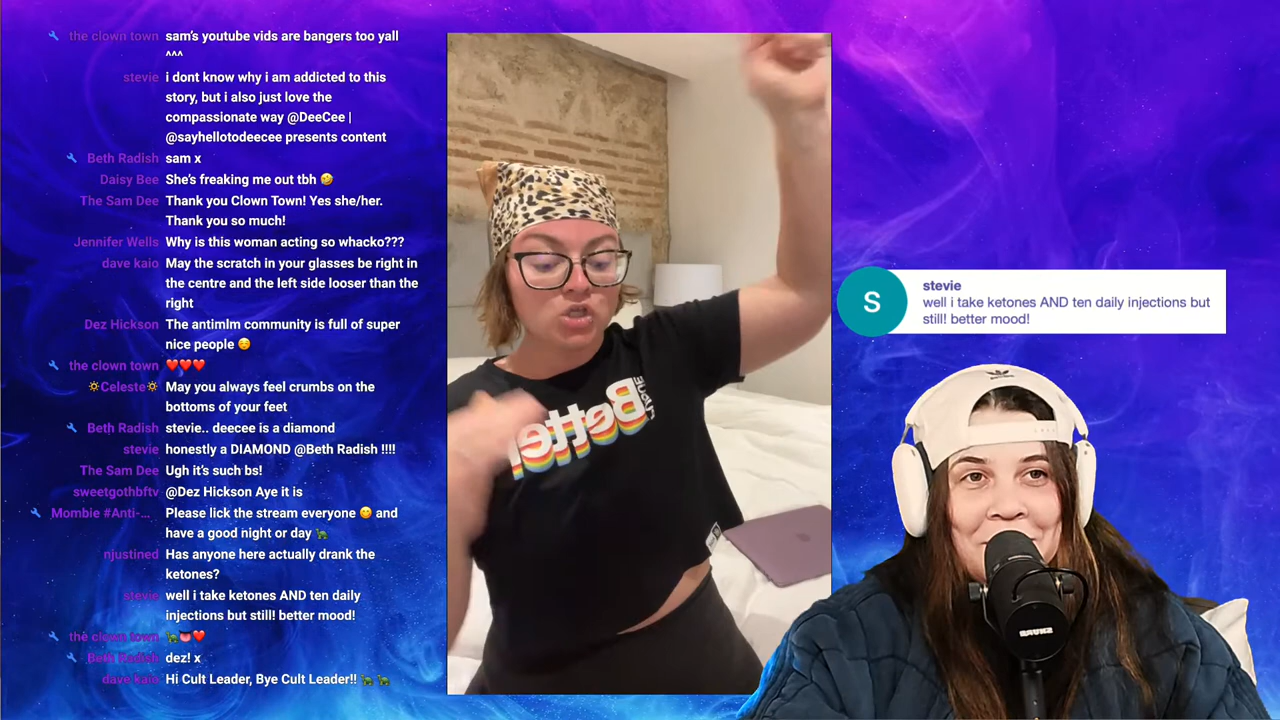 the clown town sam's youtube vids are bangers too yall
^^^
stevie i dont know why i am addicted to this
story, but i also just love the
compassionate way @DeeCee |
@sayhellotodeecee presents content
Beth Radish sam x
Daisy Bee She's freaking me out tbh 🤣
The Sam Dee Thank you Clown Town! Yes she/her.
Thank you so much!
Jennifer Wells Why is this woman acting so whacko???
dave kaio May the scratch in your glasses be right in
the centre and the left side looser than the
right
Dez Hickson The antimlm community is full of super
nice people ☺️
the clown town ❤️❤️❤️
🔅Celeste🔅 May you always feel crumbs on the
bottoms of your feet
Beth Radish stevie.. deecee is a diamond
stevie honestly a DIAMOND @Beth Radish !!!!
The Sam Dee Ugh it's such bs!
sweetgothbftv @Dez Hickson Aye it is
Mombie #Anti-... Please lick the stream everyone 😋 and
have a good night or day 🦕
njustined Has anyone here actually drank the
ketones?
stevie well i take ketones AND ten daily
injections but still! better mood!
the clown town 🦕👅❤️
Beth Radish dez! x
dave kaio Hi Cult Leader, Bye Cult Leader!! 🦕 🦕
Better
S
stevie
well i take ketones AND ten daily injections but
still! better mood!
SHURE